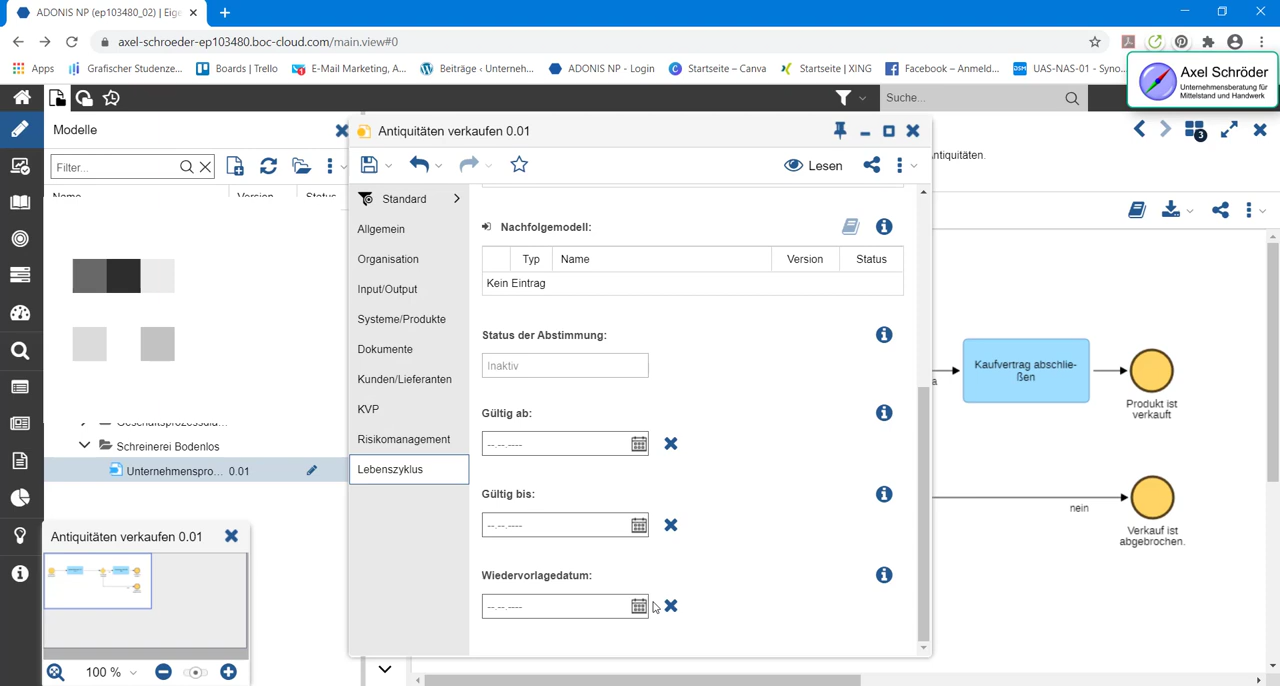 ADONIS NP (ep103480_02) | Eig
axel-schroeder-ep103480.boc-cloud.com/main.view#0
Apps
Grafischer Studenze...
Boards | Trello
E-Mail Marketing, A...
Beiträge ‹ Unterneh...
ADONIS NP - Login
Startseite – Canva
Startseite | XING
Facebook – Anmeld...
UAS-NAS-01 - Syno...
Axel Schröder
Unternehmensberatung für
Mittelstand und Handwerk
Suche...
Modelle
Filter...
Name
Version
Status
Antiquitäten verkaufen 0.01
Lesen
Antiquitäten.
3
Standard
Allgemein
Organisation
Input/Output
Systeme/Produkte
Dokumente
Kunden/Lieferanten
KVP
Risikomanagement
Lebenszyklus
Nachfolgemodell:
Typ
Name
Version
Status
Kein Eintrag
Status der Abstimmung:
Inaktiv
Gültig ab:
--.--.----
Gültig bis:
--.--.----
Wiedervorlagedatum:
--.--.----
Schreinerei Bodenlos
Unternehmenspro... 0.01
Antiquitäten verkaufen 0.01
100 %
Kaufvertrag abschlie-
ßen
Produkt ist
verkauft
nein
Verkauf ist
abgebrochen.